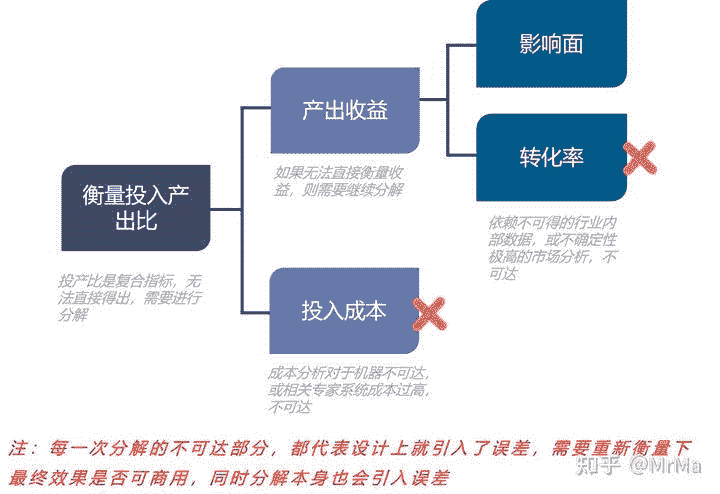 影响面
产出收益
转化率
如果无法直接衡量收
益，则需要继续分解
衡量投入产
出比
依赖不可得的行业内
部数据，或不确定性
极高的市场分析，不
可达
投产比是复合指标，无
法直接得出，需要进行
分解
投入成本
成本分析对于机器不可达，
或相关专家系统成本过高，
不可达
注：每一次分解的不可达部分，都代表设计上就引入了误差，需要重新衡量下
最终效果是否可商用，同时分解本身也会引入误差
知乎 @MrMa